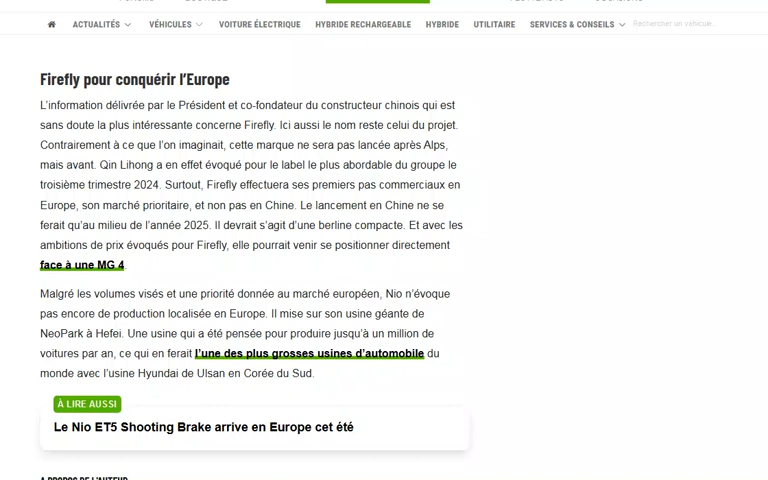 ACTUALITÉS VÉHICULES VOITURE ÉLECTRIQUE HYBRIDE RECHARGEABLE HYBRIDE UTILITAIRE SERVICES & CONSEILS Rechercher un véhicule...
Firefly pour conquérir l'Europe
L'information délivrée par le Président et co-fondateur du constructeur chinois qui est
sans doute la plus intéressante concerne Firefly. Ici aussi le nom reste celui du projet.
Contrairement à ce que l'on imaginait, cette marque ne sera pas lancée après Alps,
mais avant. Qin Lihong a en effet évoqué pour le label le plus abordable du groupe le
troisième trimestre 2024. Surtout, Firefly effectuera ses premiers pas commerciaux en
Europe, son marché prioritaire, et non pas en Chine. Le lancement en Chine ne se
ferait qu'au milieu de l'année 2025. Il devrait s'agit d'une berline compacte. Et avec les
ambitions de prix évoqués pour Firefly, elle pourrait venir se positionner directement
face à une MG 4.
Malgré les volumes visés et une priorité donnée au marché européen, Nio n'évoque
pas encore de production localisée en Europe. Il mise sur son usine géante de
NeoPark à Hefei. Une usine qui a été pensée pour produire jusqu'à un million de
voitures par an, ce qui en ferait l'une des plus grosses usines d'automobile du
monde avec l'usine Hyundai de Ulsan en Corée du Sud.
À LIRE AUSSI
Le Nio ET5 Shooting Brake arrive en Europe cet été
A PROPOS DE L'AUTEUR